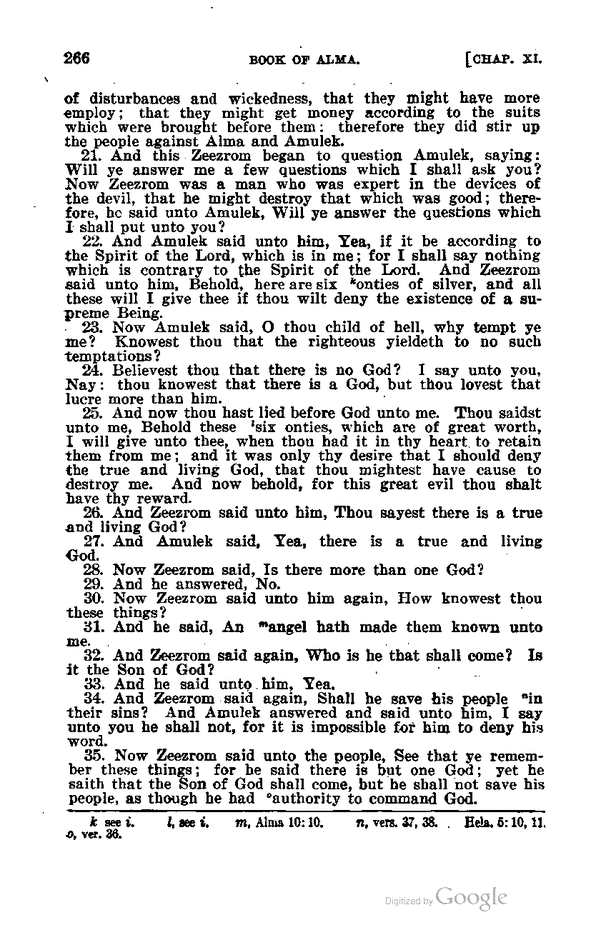 266 BOOK OF ALMA. [CHAP. XI.
of disturbances and wickedness, that they might have more
employ; that they might get money according to the suits
which were brought before them: therefore they did stir up
the people against Alma and Amulek.
21. And this Zeezrom began to question Amulek, saying:
Will ye answer me a few questions which I shall ask you?
Now Zeezrom was a man who was expert in the devices of
the devil, that he might destroy that which was good; there-
fore, he said unto Amulek, Will ye answer the questions which
I shall put unto you?
22. And Amulek said unto him, Yea, if it be according to
the Spirit of the Lord, which is in me; for I shall say nothing
which is contrary to the Spirit of the Lord. And Zeezrom
said unto him, Behold, here are six konties of silver, and all
these will I give thee if thou wilt deny the existence of a su-
preme Being.
23. Now Amulek said, O thou child of hell, why tempt ye
me? Knowest thou that the righteous yieldeth to no such
temptations?
24. Believest thou that there is no God? I say unto you,
Nay: thou knowest that there is a God, but thou lovest that
lucre more than him.
25. And now thou hast lied before God unto me. Thou saidst
unto me, Behold these lsix onties, which are of great worth,
I will give unto thee, when thou had it in thy heart to retain
them from me; and it was only thy desire that I should deny
the true and living God, that thou mightest have cause to
destroy me. And now behold, for this great evil thou shalt
have thy reward.
26. And Zeezrom said unto him, Thou sayest there is a true
and living God?
27. And Amulek said, Yea, there is a true and living
God.
28. Now Zeezrom said, Is there more than one God?
29. And he answered, No.
30. Now Zeezrom said unto him again, How knowest thou
these things?
31. And he said, An mangel hath made them known unto
me.
32. And Zeezrom said again, Who is he that shall come? Is
it the Son of God?
33. And he said unto him, Yea.
34. And Zeezrom said again, Shall he save his people nin
their sins? And Amulek answered and said unto him, I say
unto you he shall not, for it is impossible for him to deny his
word.
35. Now Zeezrom said unto the people, See that ye remem-
ber these things; for he said there is but one God; yet he
saith that the Son of God shall come, but he shall not save his
people, as though he had oauthority to command God.
k see i. l, see i. m, Alma 10: 10. n, vers. 37, 38. Hela. 5: 10, 11.
o, ver. 36.
Digitized by Google